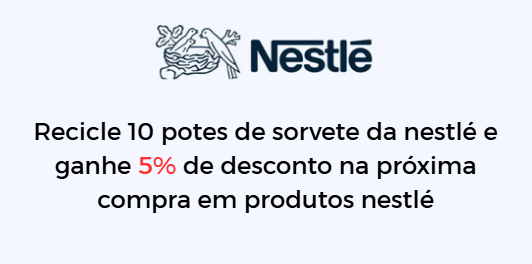 Nestlé
Recicle 10 potes de sorvete da nestlé e
ganhe 5% de desconto na próxima
compra em produtos nestlé